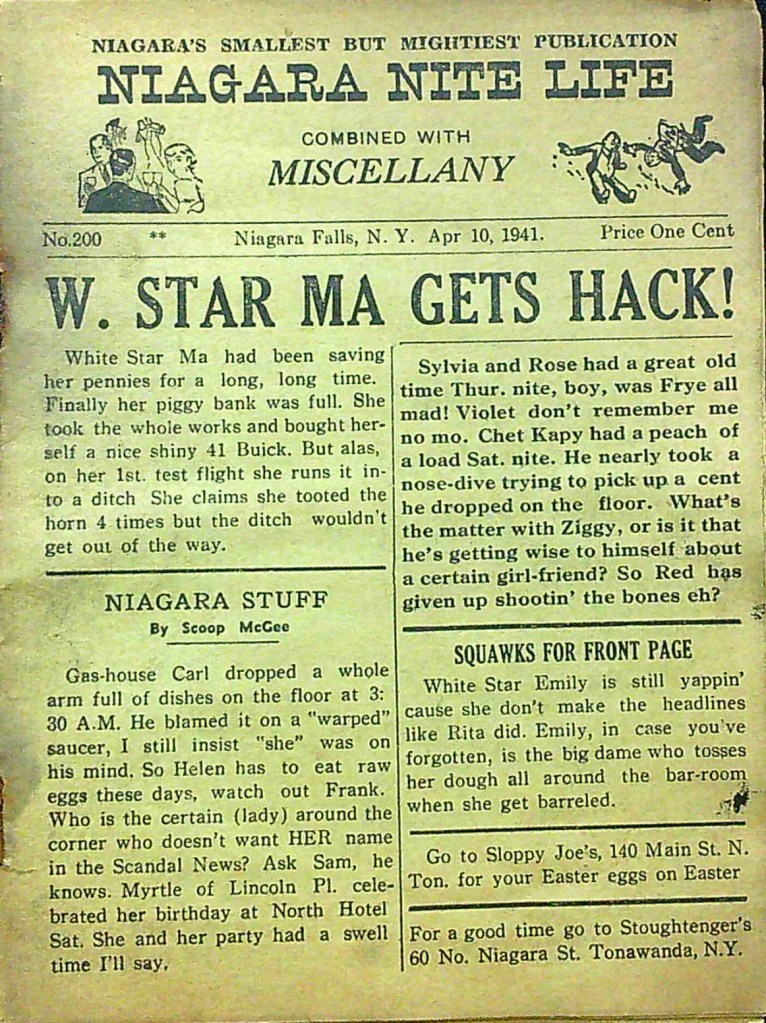 NIAGARA'S SMALLEST BUT MIGHTIEST PUBLICATION
NIAGARA NITE LIFE
COMBINED WITH
MISCELLANY
No.200 ** Niagara Falls, N. Y. Apr 10, 1941. Price One Cent
W. STAR MA GETS HACK!
White Star Ma had been saving
her pennies for a long, long time.
Finally her piggy bank was full. She
took the whole works and bought her-
self a nice shiny 41 Buick. But alas,
on her 1st. test flight she runs it in-
to a ditch She claims she tooted the
horn 4 times but the ditch wouldn't
get out of the way.
NIAGARA STUFF
By Scoop McGee
Gas-house Carl dropped a whole
arm full of dishes on the floor at 3:
30 A.M. He blamed it on a "warped"
saucer, I still insist "she" was on
his mind. So Helen has to eat raw
eggs these days, watch out Frank.
Who is the certain (lady) around the
corner who doesn't want HER name
in the Scandal News? Ask Sam, he
knows. Myrtle of Lincoln Pl. cele-
brated her birthday at North Hotel
Sat. She and her party had a swell
time I'll say.
Sylvia and Rose had a great old
time Thur. nite, boy, was Frye all
mad! Violet don't remember me
no mo. Chet Kapy had a peach of
a load Sat. nite. He nearly took a
nose-dive trying to pick up a cent
he dropped on the floor. What's
the matter with Ziggy, or is it that
he's getting wise to himself about
a certain girl-friend? So Red has
given up shootin' the bones eh?
SQUAWKS FOR FRONT PAGE
White Star Emily is still yappin'
cause she don't make the headlines
like Rita did. Emily, in case you've
forgotten, is the big dame who tosses
her dough all around the bar-room
when she get barreled.
Go to Sloppy Joe's, 140 Main St. N.
Ton. for your Easter eggs on Easter
For a good time go to Stoughtenger's
60 No. Niagara St. Tonawanda, N.Y.